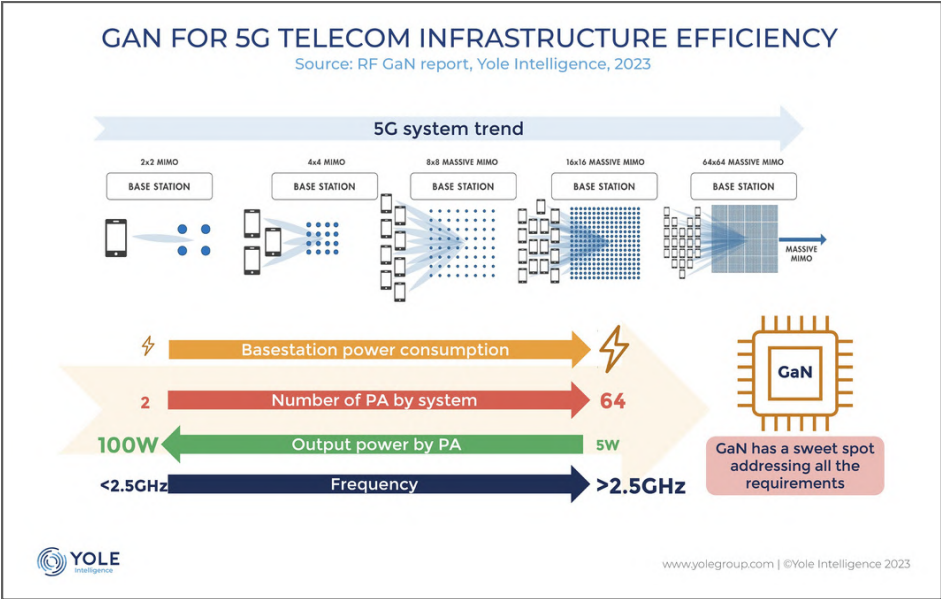 GAN FOR 5G TELECOM INFRASTRUCTURE EFFICIENCY
Source: RF GaN report, Yole Intelligence, 2023
5G system trend
2x2 MIMO
4x4 MIMO
8x8 MASSIVE MIMO
16x16 MASSIVE MIMO
64x64 MASSIVE MIMO
BASE STATION
BASE STATION
BASE STATION
BASE STATION
BASE STATION
MASSIVE
MIMO
Basestation power consumption
2 Number of PA by system 64
100W Output power by PA 5W
<2.5GHz Frequency >2.5GHz
GaN
GaN has a sweet spot
addressing all the
requirements
YOLE
Intelligence
www.yolegroup.com | ©Yole Intelligence 2023